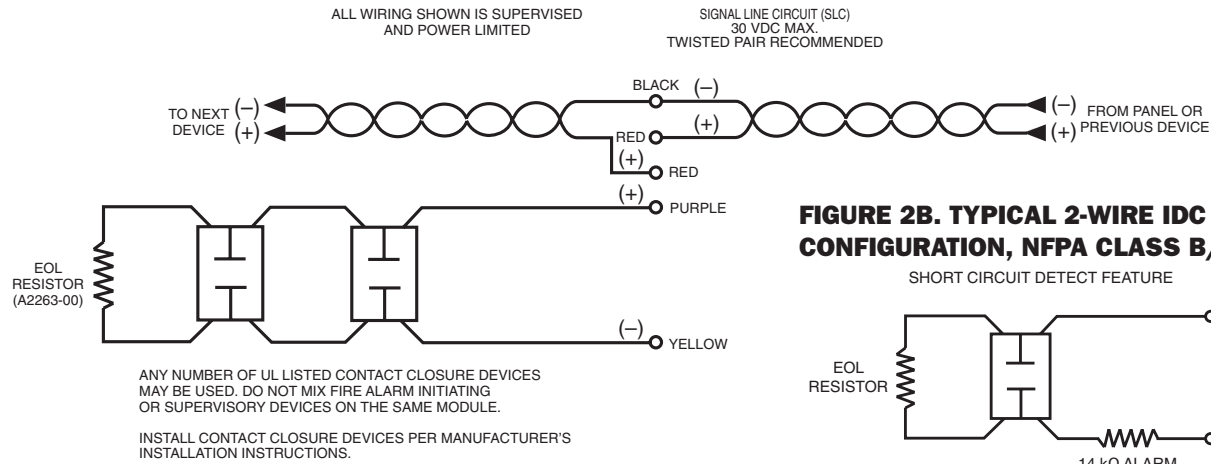 ALL WIRING SHOWN IS SUPERVISED
AND POWER LIMITED
SIGNAL LINE CIRCUIT (SLC)
30 VDC MAX.
TWISTED PAIR RECOMMENDED
BLACK (–)
TO NEXT
DEVICE
(–)
(+)
(–)
(+)
FROM PANEL OR
PREVIOUS DEVICE
RED (+)
(+) RED
(+) PURPLE
EOL
RESISTOR
(A2263-00)
(–) YELLOW
ANY NUMBER OF UL LISTED CONTACT CLOSURE DEVICES
MAY BE USED. DO NOT MIX FIRE ALARM INITIATING
OR SUPERVISORY DEVICES ON THE SAME MODULE.
INSTALL CONTACT CLOSURE DEVICES PER MANUFACTURER'S
INSTALLATION INSTRUCTIONS.
FIGURE 2B. TYPICAL 2-WIRE IDC
CONFIGURATION, NFPA CLASS B/
SHORT CIRCUIT DETECT FEATURE
EOL
RESISTOR